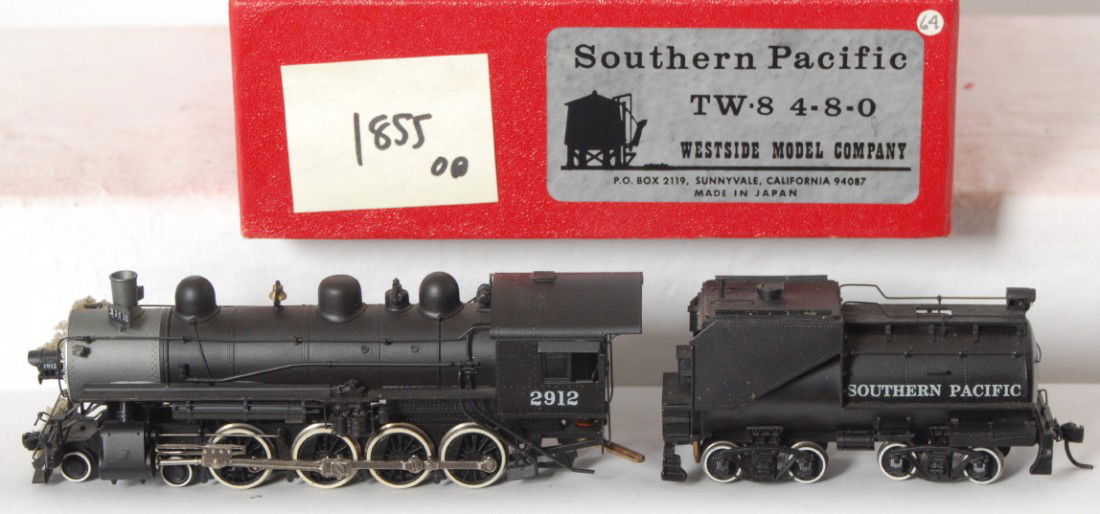 64
Southern Pacific
TW·8 4-8-0
WESTSIDE MODEL COMPANY
P.O. BOX 2119, SUNNYVALE, CALIFORNIA 94087
MADE IN JAPAN
1855 00
2912
2912
SOUTHERN PACIFIC